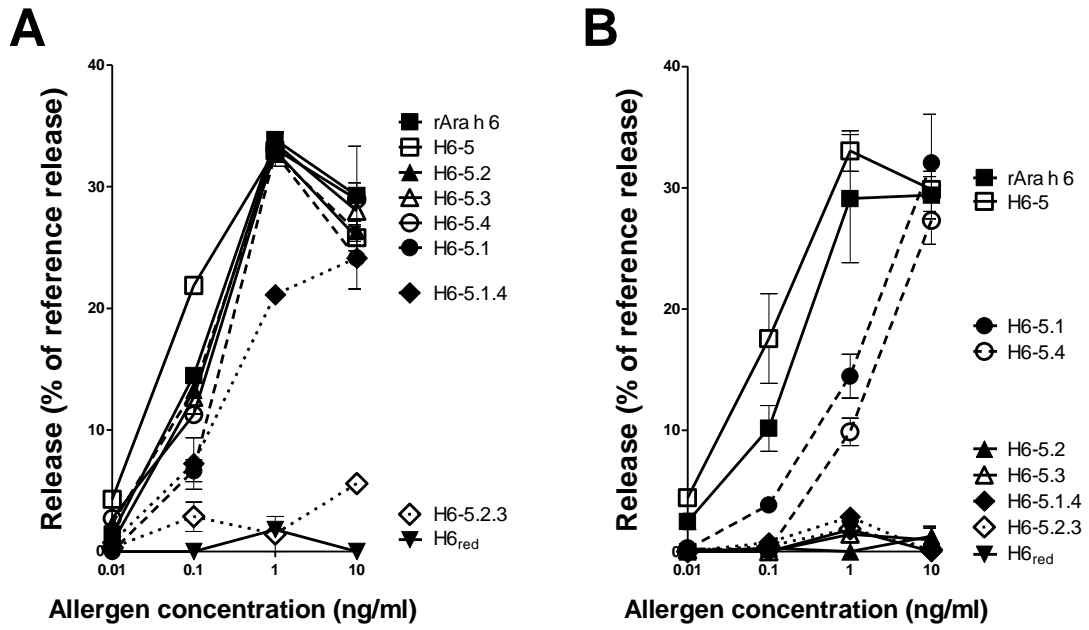 A
Release (% of reference release)
40
30
20
10
0
0.01 0.1 1 10
Allergen concentration (ng/ml)
rAra h 6
H6-5
H6-5.2
H6-5.3
H6-5.4
H6-5.1
H6-5.1.4
H6-5.2.3
H6red
B
Release (% of reference release)
40
30
20
10
0
0.01 0.1 1 10
Allergen concentration (ng/ml)
rAra h 6
H6-5
H6-5.1
H6-5.4
H6-5.2
H6-5.3
H6-5.1.4
H6-5.2.3
H6red